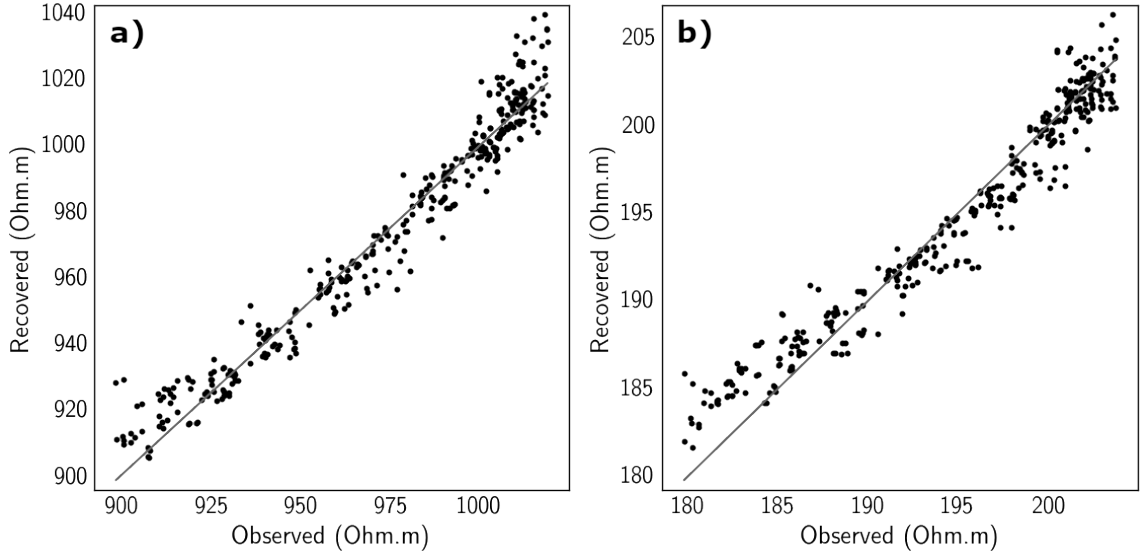 a)
1040
1020
1000
980
960
940
920
900
Recovered (Ohm.m)
900 925 950 975 1000
Observed (Ohm.m)
b)
205
200
195
190
185
180
Recovered (Ohm.m)
180 185 190 195 200
Observed (Ohm.m)